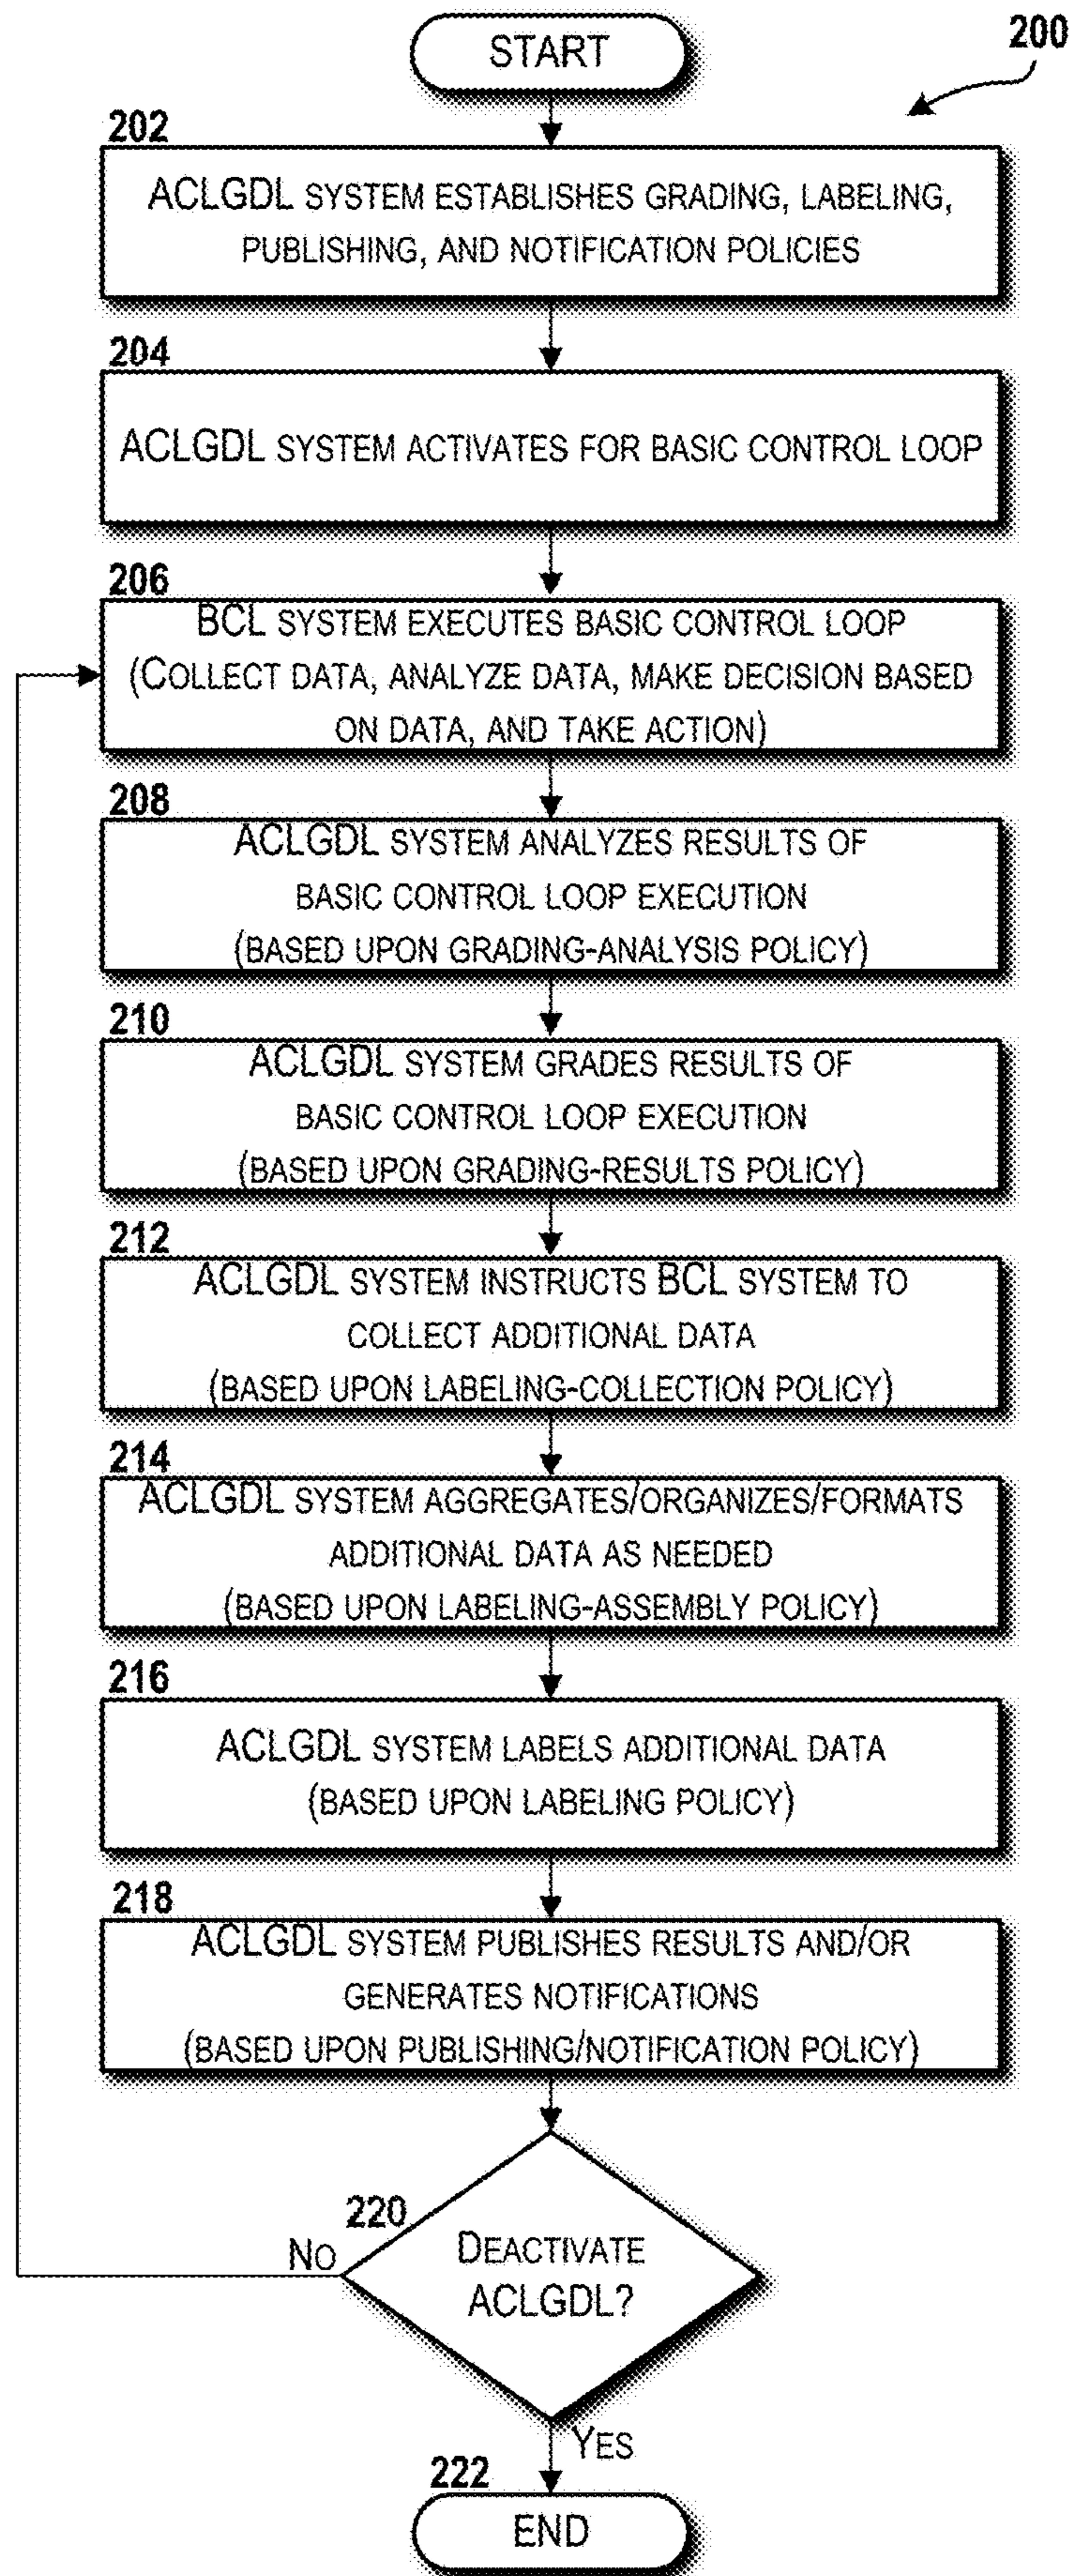 START
200
202
ACLGDL SYSTEM ESTABLISHES GRADING, LABELING,
PUBLISHING, AND NOTIFICATION POLICIES
204
ACLGDL SYSTEM ACTIVATES FOR BASIC CONTROL LOOP
206
BCL SYSTEM EXECUTES BASIC CONTROL LOOP
(COLLECT DATA, ANALYZE DATA, MAKE DECISION BASED
ON DATA, AND TAKE ACTION)
208
ACLGDL SYSTEM ANALYZES RESULTS OF
BASIC CONTROL LOOP EXECUTION
(BASED UPON GRADING-ANALYSIS POLICY)
210
ACLGDL SYSTEM GRADES RESULTS OF
BASIC CONTROL LOOP EXECUTION
(BASED UPON GRADING-RESULTS POLICY)
212
ACLGDL SYSTEM INSTRUCTS BCL SYSTEM TO
COLLECT ADDITIONAL DATA
(BASED UPON LABELING-COLLECTION POLICY)
214
ACLGDL SYSTEM AGGREGATES/ORGANIZES/FORMATS
ADDITIONAL DATA AS NEEDED
(BASED UPON LABELING-ASSEMBLY POLICY)
216
ACLGDL SYSTEM LABELS ADDITIONAL DATA
(BASED UPON LABELING POLICY)
218
ACLGDL SYSTEM PUBLISHES RESULTS AND/OR
GENERATES NOTIFICATIONS
(BASED UPON PUBLISHING/NOTIFICATION POLICY)
220
NO
DEACTIVATE
ACLGDL?
YES
222
END